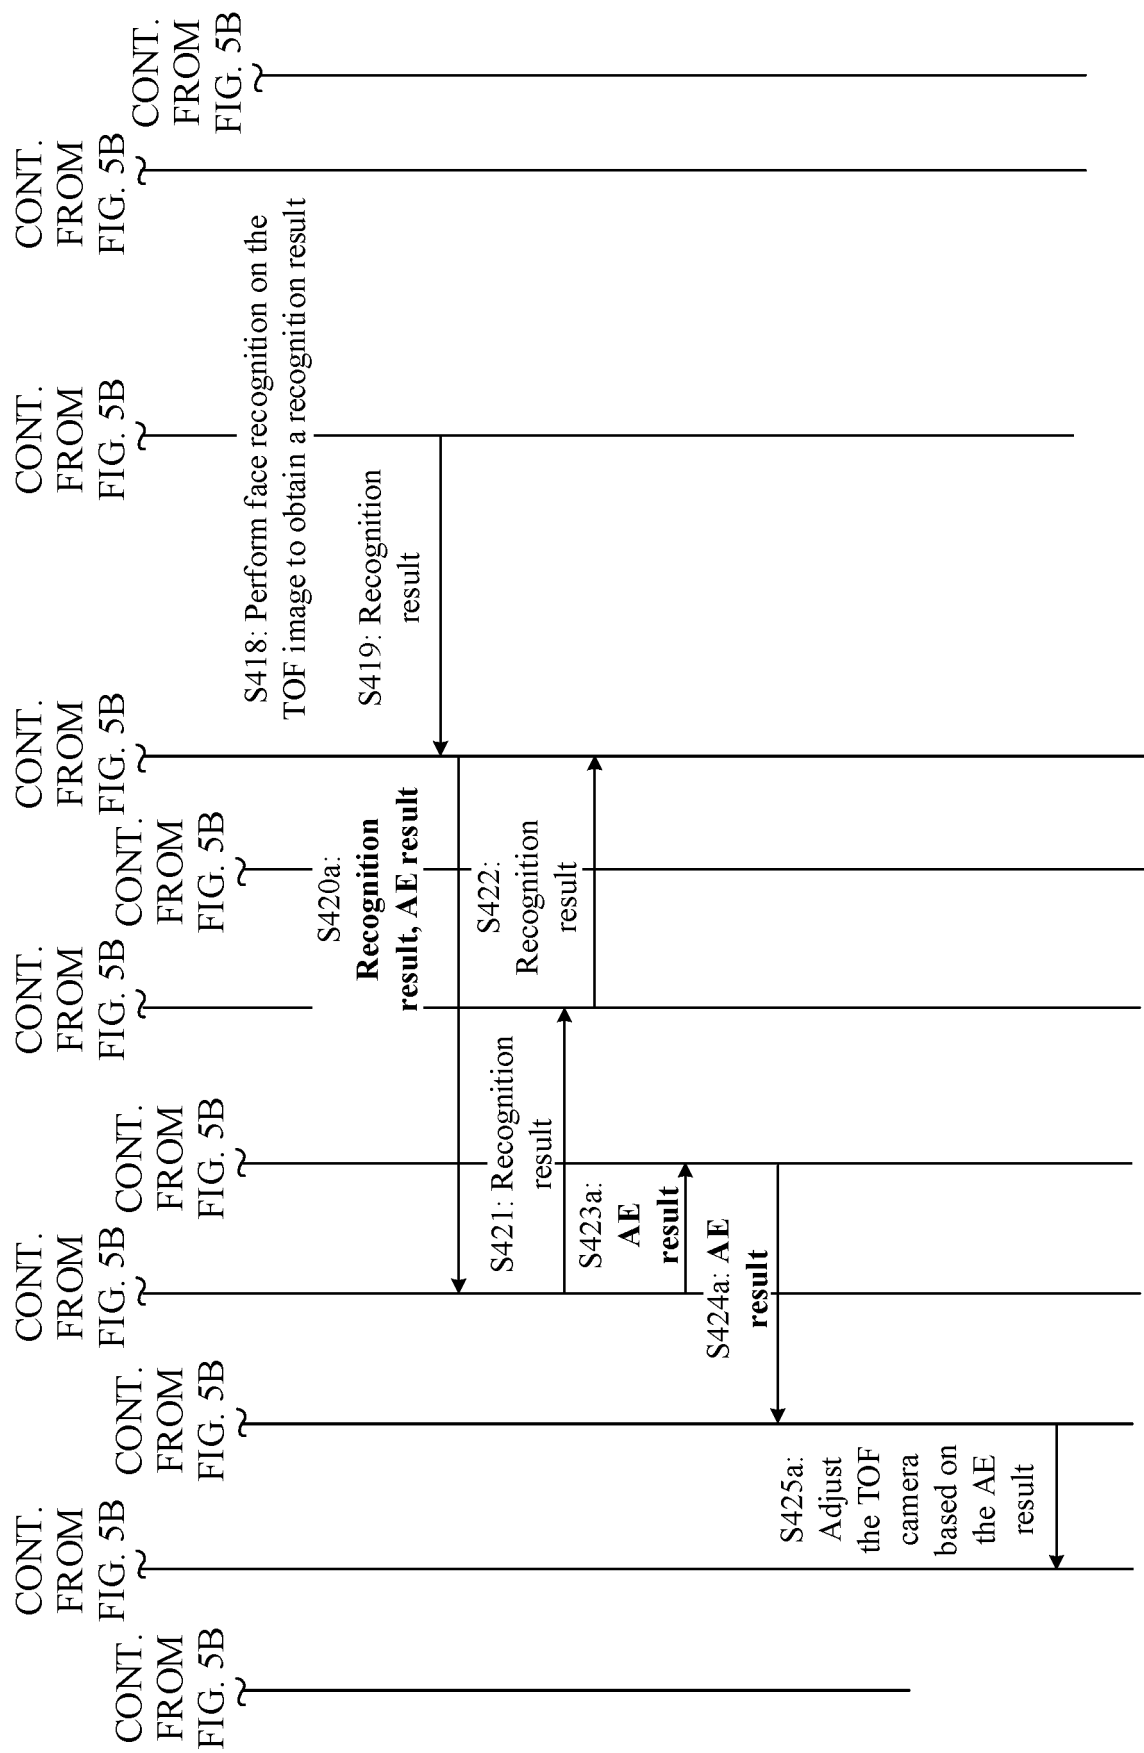 CONT.
FROM
FIG. 5B
CONT.
FROM
FIG. 5B
CONT.
FROM
FIG. 5B
CONT.
FROM
FIG. 5B
CONT.
FROM
FIG. 5B
CONT.
FROM
FIG. 5B
CONT.
FROM
FIG. 5B
CONT.
FROM
FIG. 5B
CONT.
FROM
FIG. 5B
CONT.
FROM
FIG. 5B
CONT.
FROM
FIG. 5B
S418: Perform face recognition on the
TOF image to obtain a recognition result
S419: Recognition
result
S420a:
Recognition
result, AE result
S421: Recognition
result
S422:
Recognition
result
S423a:
AE
result
S424a: AE
result
S425a:
Adjust
the TOF
camera
based on
the AE
result